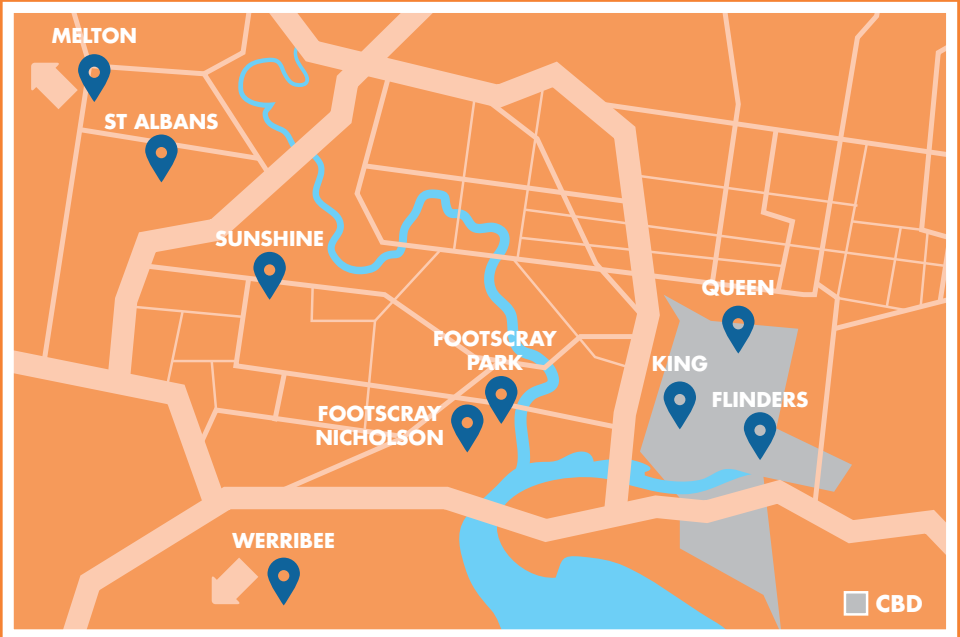 MELTON
ST ALBANS
SUNSHINE
QUEEN
FOOTSCRAY
PARK
KING
FLINDERS
FOOTSCRAY
NICHOLSON
WERRIBEE
CBD